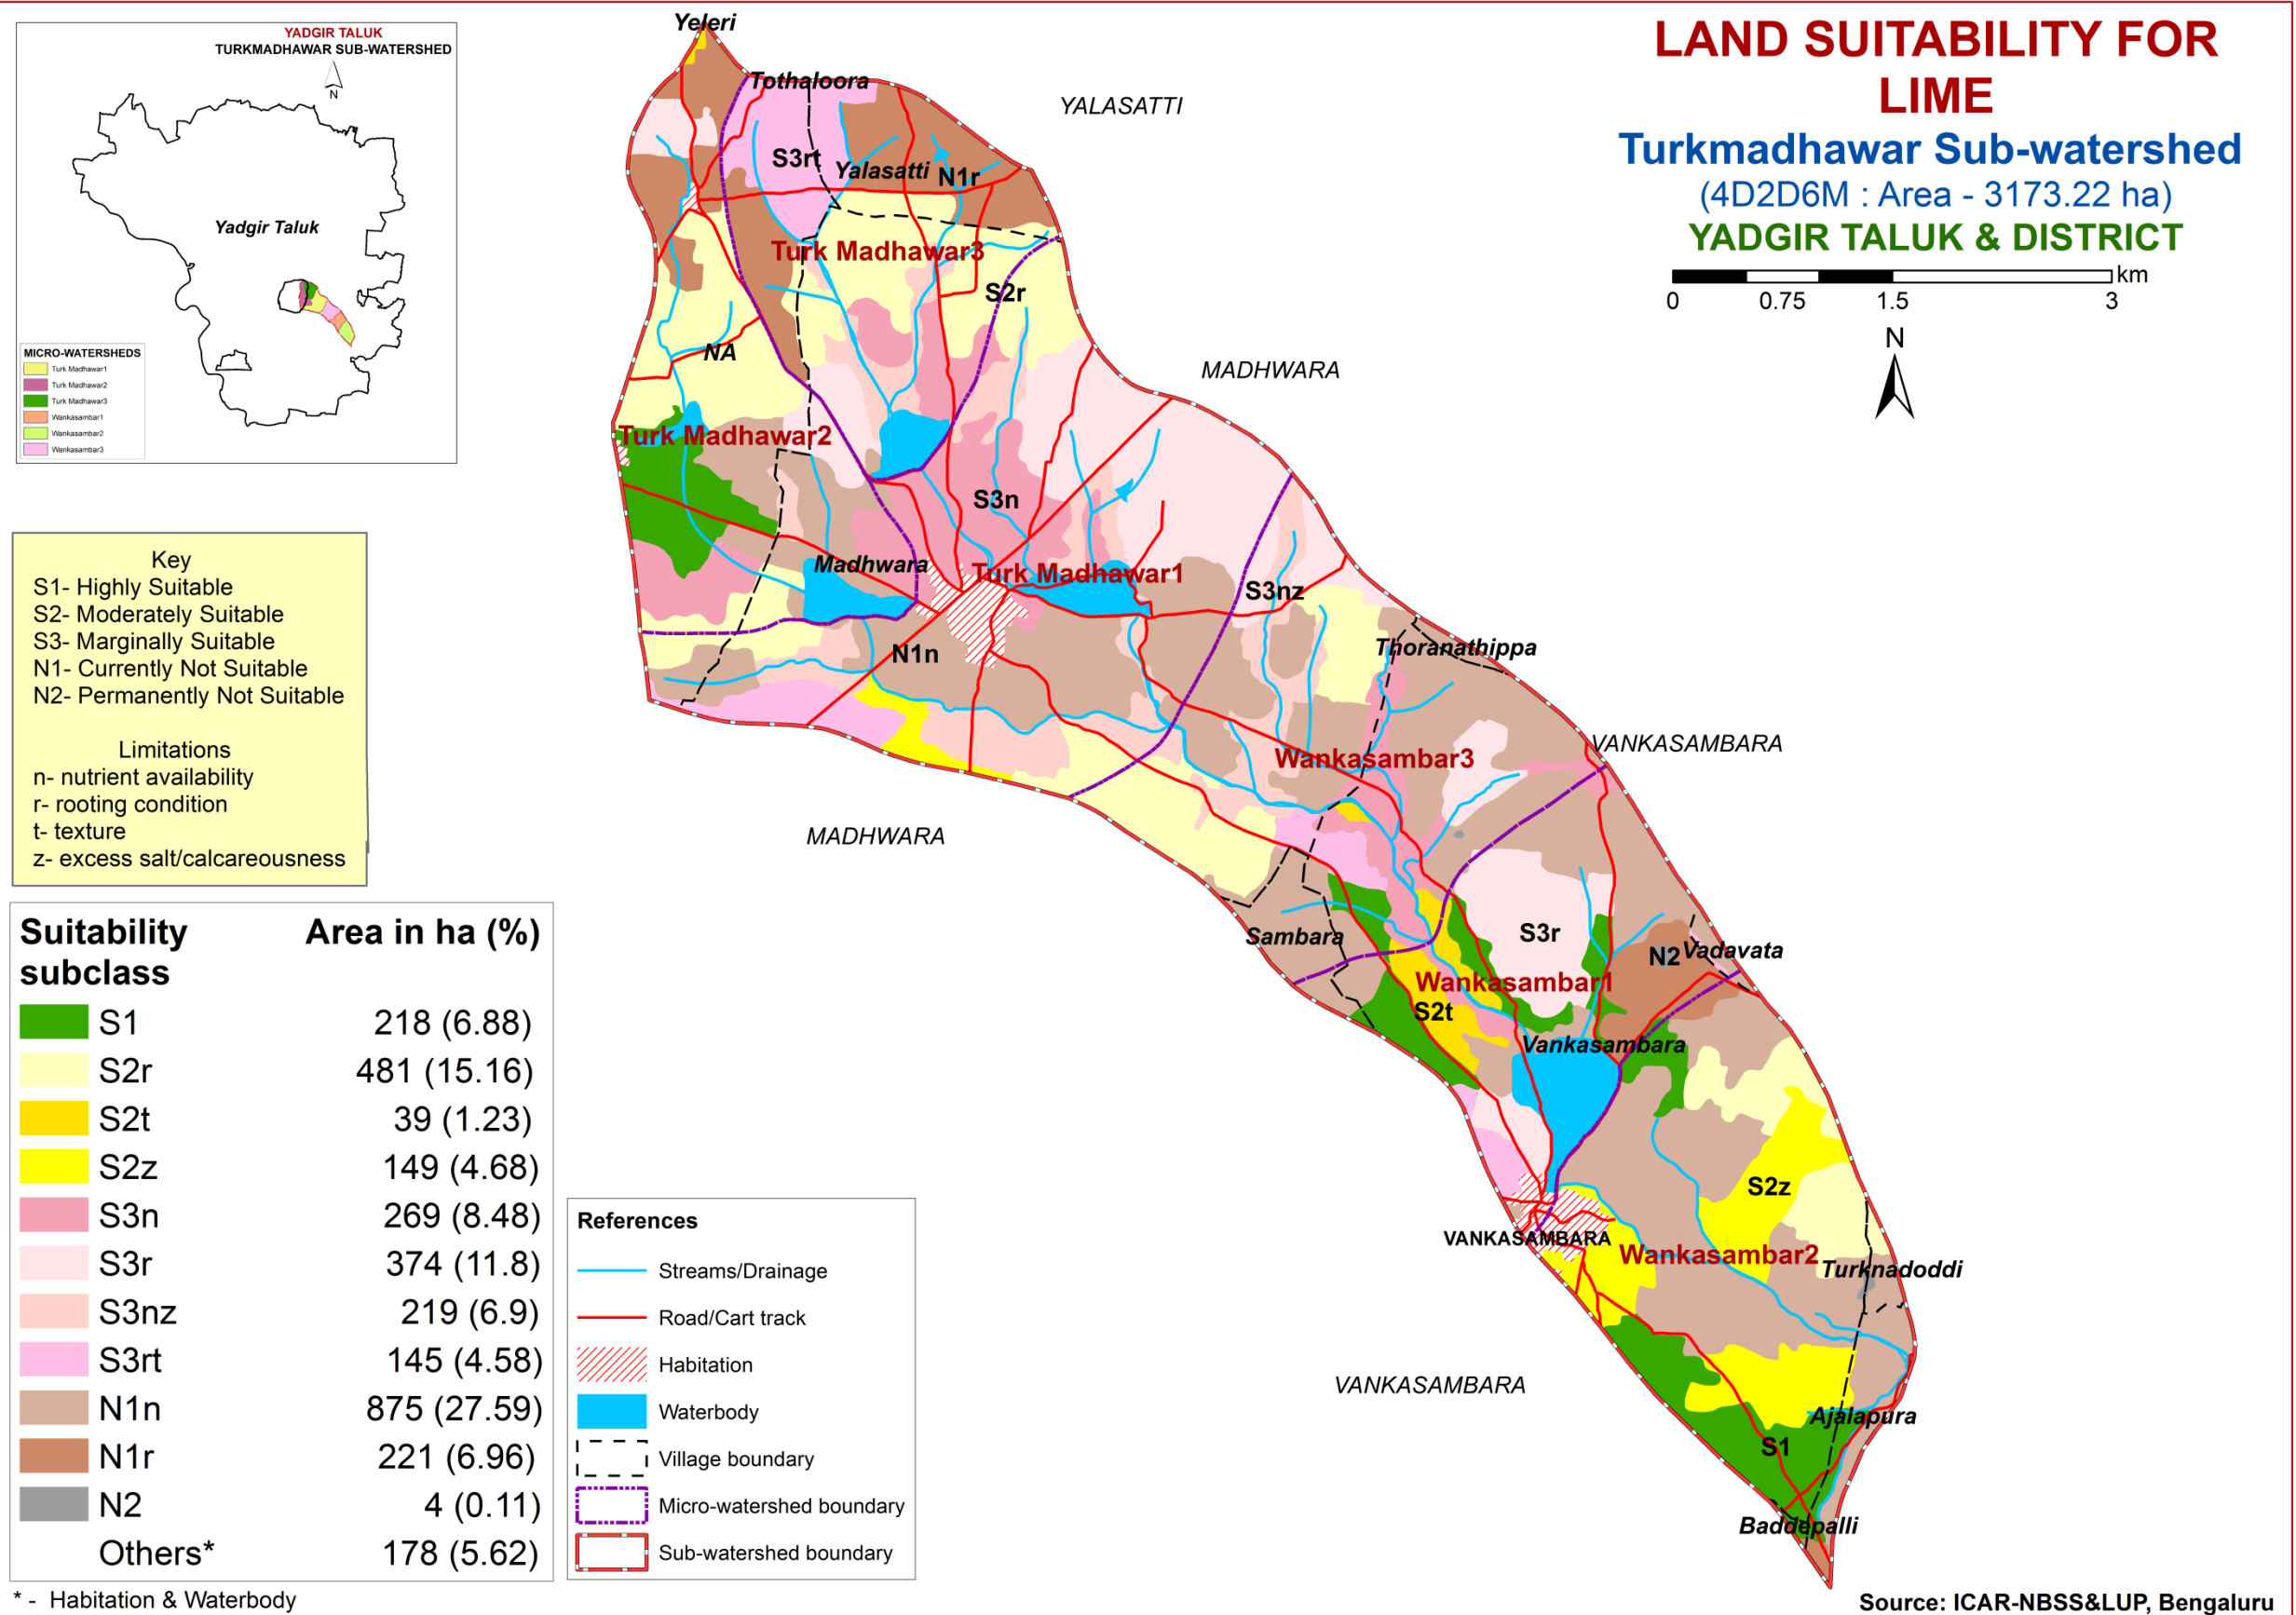 YADGIR TALUK
TURKMADHAWAR SUB-WATERSHED
N
Yadgir Taluk
MICRO-WATERSHEDS
Turk Madhawar1
Turk Madhawar2
Turk Madhawar3
Wankasambar1
Wankasambar2
Wankasambar3
LAND SUITABILITY FOR
LIME
Turkmadhawar Sub-watershed
(4D2D6M : Area - 3173.22 ha)
YADGIR TALUK & DISTRICT
km
0 0.75 1.5 3
N
Yeleri
Tothaloora
YALASATTI
S3rt
Yalasatti
N1r
Turk Madhawar3
S2r
NA
MADHWARA
Turk Madhawar2
S3n
Madhwara
Turk Madhawar1
S3nz
N1n
Thoranathippa
VANKASAMBARA
Wankasambar3
MADHWARA
Sambara
S3r
N2
Vadavata
Wankasambar1
S2t
Vankasambara
S2z
VANKASAMBARA
Wankasambar2
Turknadoddi
VANKASAMBARA
Ajalapura
S1
Baddepalli
Key
S1- Highly Suitable
S2- Moderately Suitable
S3- Marginally Suitable
N1- Currently Not Suitable
N2- Permanently Not Suitable
Limitations
n- nutrient availability
r- rooting condition
t- texture
z- excess salt/calcareousness
Suitability subclass Area in ha (%)
S1 218 (6.88)
S2r 481 (15.16)
S2t 39 (1.23)
S2z 149 (4.68)
S3n 269 (8.48)
S3r 374 (11.8)
S3nz 219 (6.9)
S3rt 145 (4.58)
N1n 875 (27.59)
N1r 221 (6.96)
N2 4 (0.11)
Others* 178 (5.62)
* - Habitation & Waterbody
References
Streams/Drainage
Road/Cart track
Habitation
Waterbody
Village boundary
Micro-watershed boundary
Sub-watershed boundary
Source: ICAR-NBSS&LUP, Bengaluru